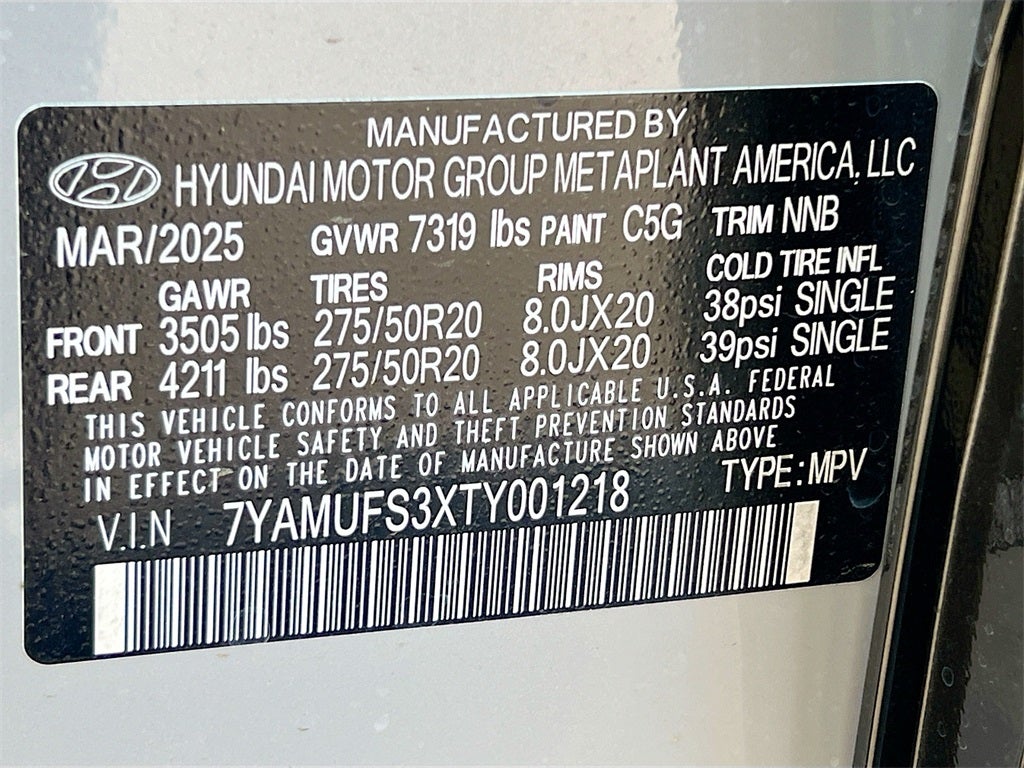 MANUFACTURED BY
HYUNDAI MOTOR GROUP METAPLANT AMERICA, LLC
MAR/2025 GVWR 7319 lbs PAINT C5G TRIM NNB
GAWR TIRES RIMS COLD TIRE INFL
FRONT 3505 lbs 275/50R20 8.0JX20 38psi SINGLE
REAR 4211 lbs 275/50R20 8.0JX20 39psi SINGLE
THIS VEHICLE CONFORMS TO ALL APPLICABLE U.S.A. FEDERAL
MOTOR VEHICLE SAFETY AND THEFT PREVENTION STANDARDS
IN EFFECT ON THE DATE OF MANUFACTURE SHOWN ABOVE
V.I.N 7YAMUFS3XTY001218 TYPE:MPV